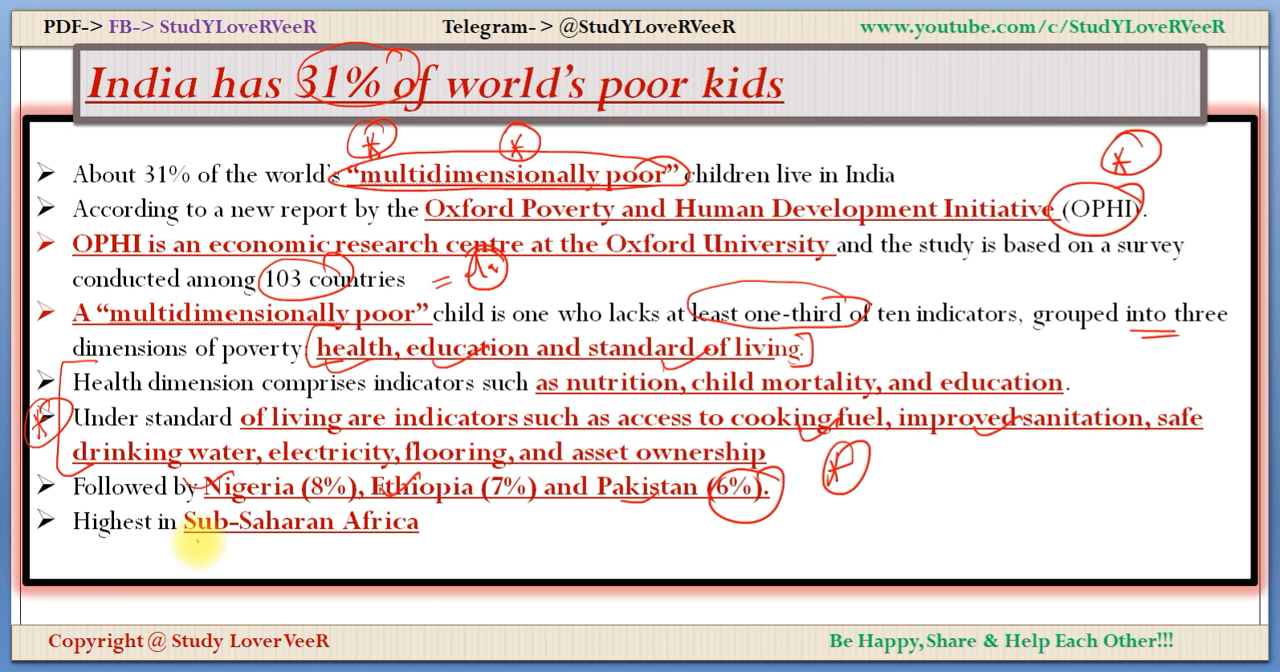 PDF-> FB-> StudYLoveRVeeR Telegram- > @StudYLoveRVeeR www.youtube.com/c/StudYLoveRVeeR
India has 31% of world's poor kids
➢ About 31% of the world's "multidimensionally poor" children live in India
➢ According to a new report by the Oxford Poverty and Human Development Initiative (OPHI).
➢ OPHI is an economic research centre at the Oxford University and the study is based on a survey
conducted among 103 countries =
➢ A "multidimensionally poor" child is one who lacks at least one-third of ten indicators, grouped into three
dimensions of poverty: health, education and standard of living.
➢ Health dimension comprises indicators such as nutrition, child mortality, and education.
➢ Under standard of living are indicators such as access to cooking fuel, improved sanitation, safe
drinking water, electricity, flooring, and asset ownership
➢ Followed by Nigeria (8%), Ethiopia (7%) and Pakistan (6%).
➢ Highest in Sub-Saharan Africa
Copyright @ Study LoverVeeR Be Happy,Share & Help Each Other!!!